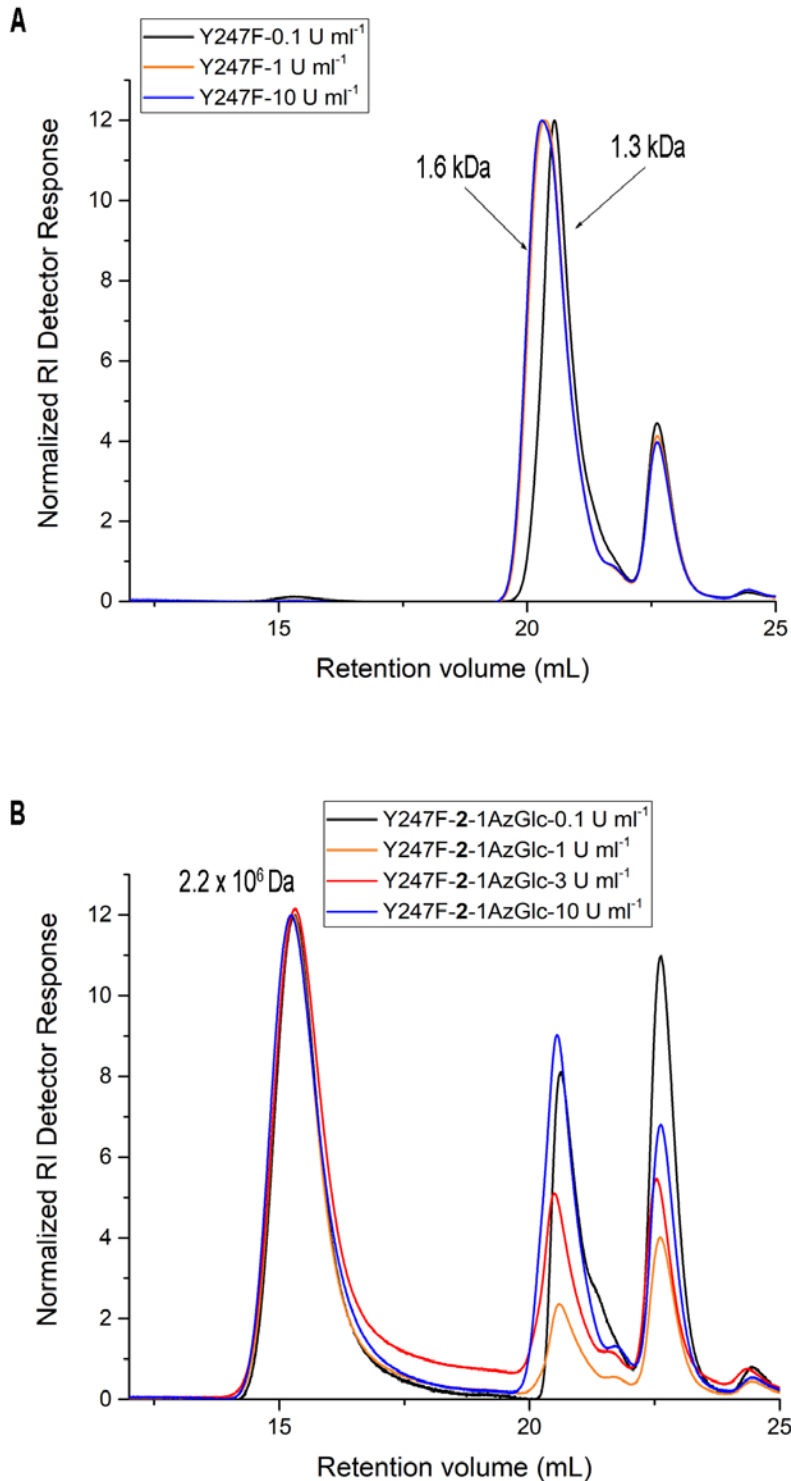 A
Y247F-0.1 U ml⁻¹
Y247F-1 U ml⁻¹
Y247F-10 U ml⁻¹
12
10
8
6
4
2
0
Normalized RI Detector Response
1.6 kDa
1.3 kDa
15
20
25
Retention volume (mL)
B
Y247F-2-1AzGlc-0.1 U ml⁻¹
Y247F-2-1AzGlc-1 U ml⁻¹
Y247F-2-1AzGlc-3 U ml⁻¹
Y247F-2-1AzGlc-10 U ml⁻¹
2.2 x 10⁶ Da
12
10
8
6
4
2
0
Normalized RI Detector Response
15
20
25
Retention volume (mL)